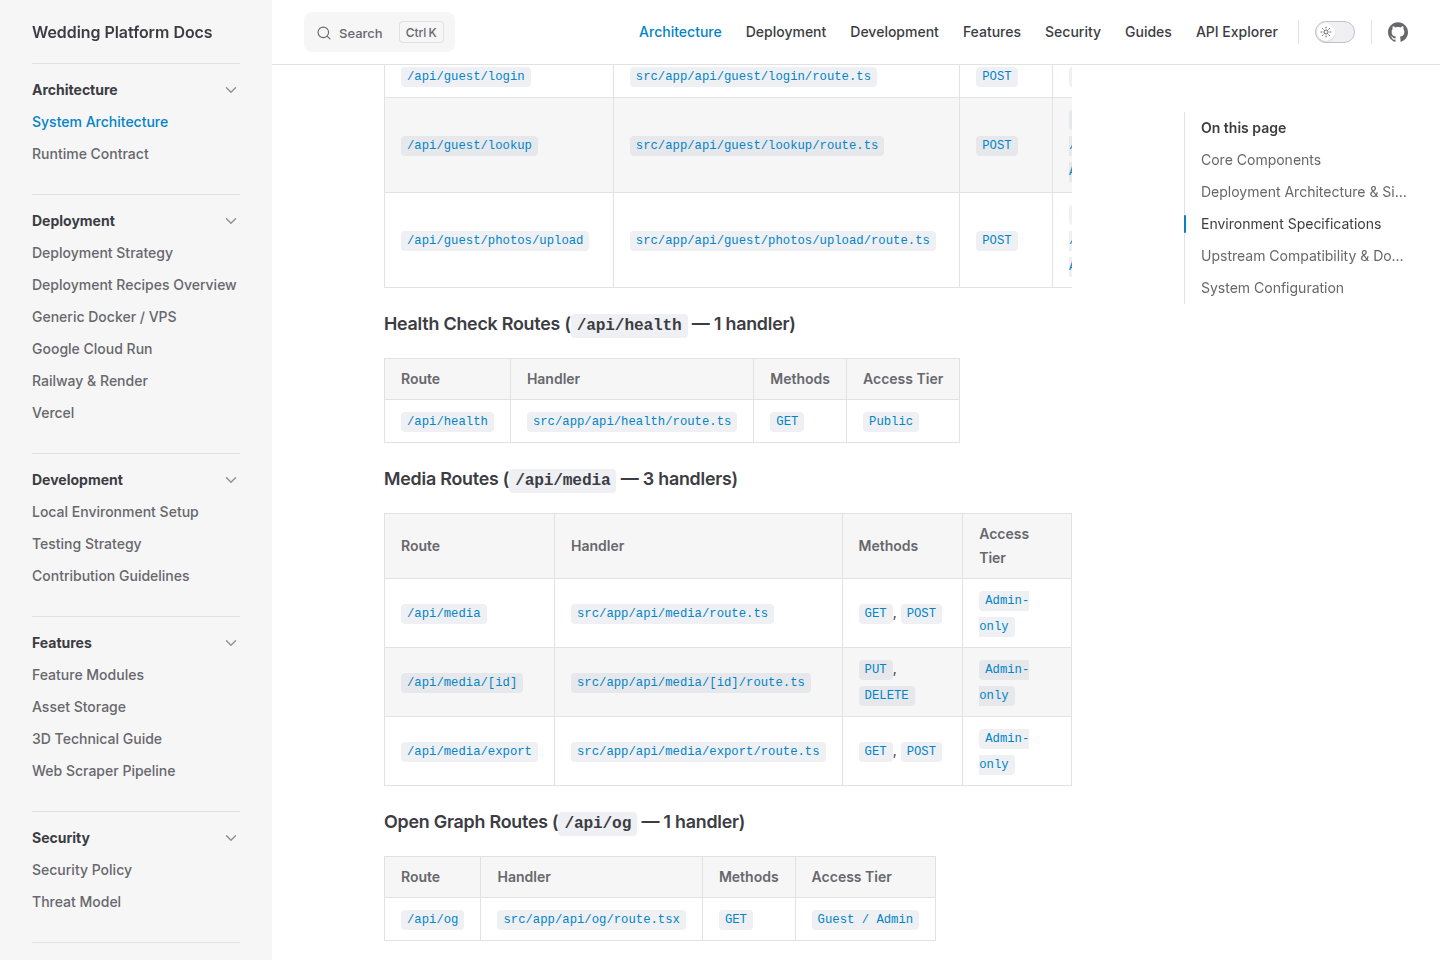 Wedding Platform Docs
Search Ctrl K
Architecture Deployment Development Features Security Guides API Explorer
Architecture
System Architecture
Runtime Contract
Deployment
Deployment Strategy
Deployment Recipes Overview
Generic Docker / VPS
Google Cloud Run
Railway & Render
Vercel
Development
Local Environment Setup
Testing Strategy
Contribution Guidelines
Features
Feature Modules
Asset Storage
3D Technical Guide
Web Scraper Pipeline
Security
Security Policy
Threat Model
/api/guest/login src/app/api/guest/login/route.ts POST
/api/guest/lookup src/app/api/guest/lookup/route.ts POST
/api/guest/photos/upload src/app/api/guest/photos/upload/route.ts POST
Health Check Routes ( /api/health — 1 handler)
Route Handler Methods Access Tier
/api/health src/app/api/health/route.ts GET Public
Media Routes ( /api/media — 3 handlers)
Route Handler Methods Access
Tier
/api/media src/app/api/media/route.ts GET , POST Admin-
only
/api/media/[id] src/app/api/media/[id]/route.ts PUT ,
DELETE Admin-
only
/api/media/export src/app/api/media/export/route.ts GET , POST Admin-
only
Open Graph Routes ( /api/og — 1 handler)
Route Handler Methods Access Tier
/api/og src/app/api/og/route.tsx GET Guest / Admin
On this page
Core Components
Deployment Architecture & Si...
Environment Specifications
Upstream Compatibility & Do...
System Configuration